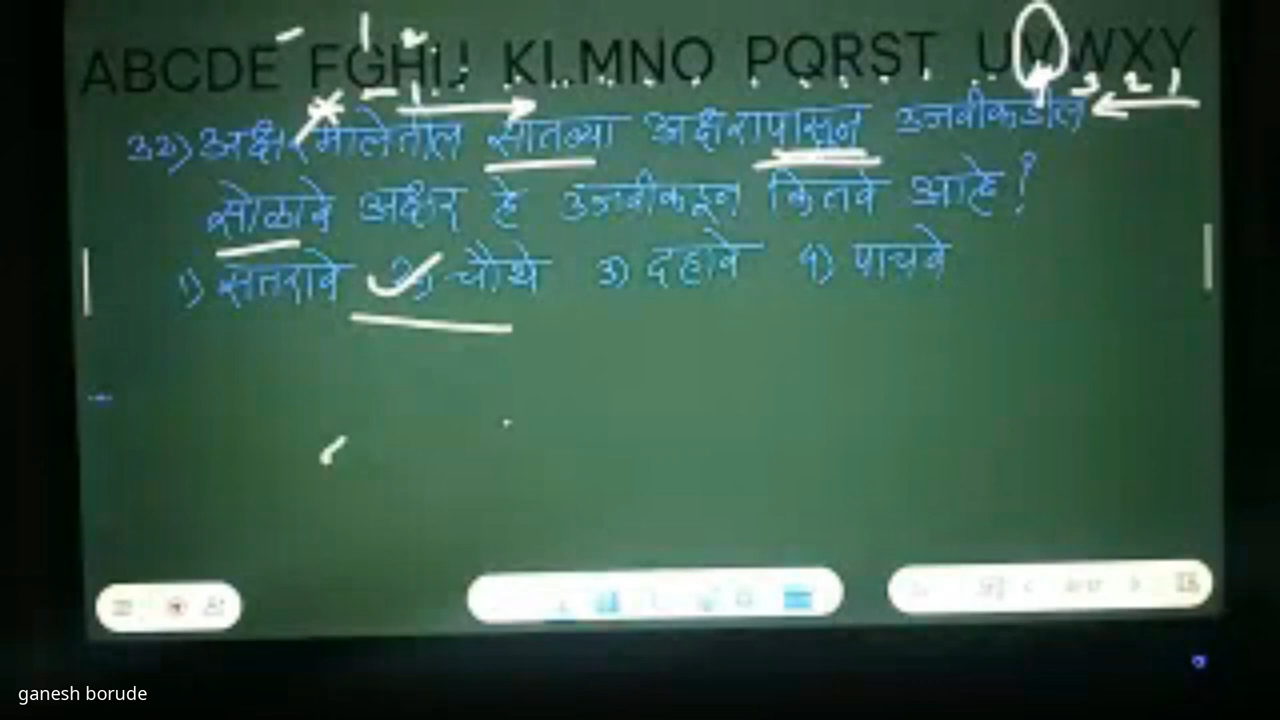 ABCDE FGHIJ KLMNO PQRST UVWXY
३२) अक्षरमालेतील सातव्या अक्षरापासून उजवीकडील
सोळावे अक्षर हे उजवीकडून कितवे आहे?
१) सतरावे २) चौथे ३) दहावे ४) पाचवे
ganesh borude